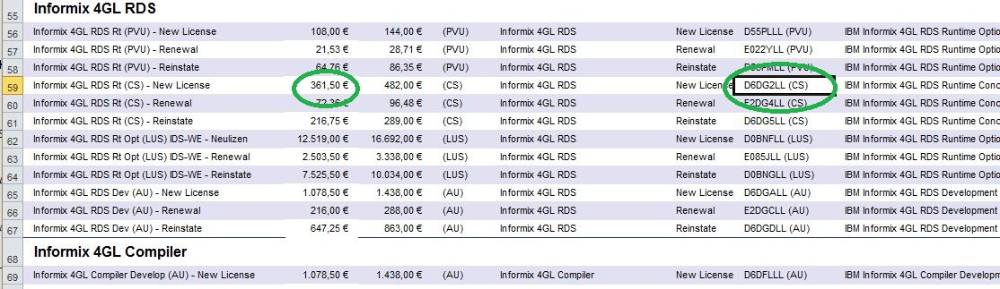 55 Informix 4GL RDS
56 Informix 4GL RDS Rt (PVU) - New License 108,00 € 144,00 € (PVU) Informix 4GL RDS New License D55PLLL (PVU) IBM Informix 4GL RDS Runtime Optio
57 Informix 4GL RDS Rt (PVU) - Renewal 21,53 € 28,71 € (PVU) Informix 4GL RDS Renewal E022YLL (PVU) IBM Informix 4GL RDS Runtime Optio
58 Informix 4GL RDS Rt (PVU) - Reinstate 64,76 € 86,35 € (PVU) Informix 4GL RDS Reinstate (PVU) IBM Informix 4GL RDS Runtime Optio
59 Informix 4GL RDS Rt (CS) - New License 361,50 € 482,00 € (CS) Informix 4GL RDS New License D6DG2LL (CS) IBM Informix 4GL RDS Runtime Conc
60 Informix 4GL RDS Rt (CS) - Renewal 72,36 € 96,48 € (CS) Informix 4GL RDS Renewal E2DG4LL (CS) IBM Informix 4GL RDS Runtime Conc
61 Informix 4GL RDS Rt (CS) - Reinstate 216,75 € 289,00 € (CS) Informix 4GL RDS Reinstate D6DG5LL (CS) IBM Informix 4GL RDS Runtime Conc
62 Informix 4GL RDS Rt Opt (LUS) IDS-WE - Neulizen 12.519,00 € 16.692,00 € (LUS) Informix 4GL RDS New License D0BNFLL (LUS) IBM Informix 4GL RDS Runtime Optio
63 Informix 4GL RDS Rt Opt (LUS) IDS-WE - Renewal 2.503,50 € 3.338,00 € (LUS) Informix 4GL RDS Renewal E085JLL (LUS) IBM Informix 4GL RDS Runtime Optio
64 Informix 4GL RDS Rt Opt (LUS) IDS-WE - Reinstate 7.525,50 € 10.034,00 € (LUS) Informix 4GL RDS Reinstate D0BNGLL (LUS) IBM Informix 4GL RDS Runtime Optio
65 Informix 4GL RDS Dev (AU) - New License 1.078,50 € 1.438,00 € (AU) Informix 4GL RDS New License D6DGALL (AU) IBM Informix 4GL RDS Development
66 Informix 4GL RDS Dev (AU) - Renewal 216,00 € 288,00 € (AU) Informix 4GL RDS Renewal E2DGCLL (AU) IBM Informix 4GL RDS Development
67 Informix 4GL RDS Dev (AU) - Reinstate 647,25 € 863,00 € (AU) Informix 4GL RDS Reinstate D6DGDLL (AU) IBM Informix 4GL RDS Development
68 Informix 4GL Compiler
69 Informix 4GL Compiler Develop (AU) - New License 1.078,50 € 1.438,00 € (AU) Informix 4GL Compiler New License D6DFLLL (AU) IBM Informix 4GL Compiler Developm